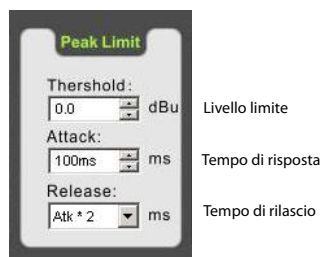 Peak Limit
Thershold:
0.0 dBu Livello limite
Attack:
100ms ms Tempo di risposta
Release:
Atk * 2 ms Tempo di rilascio